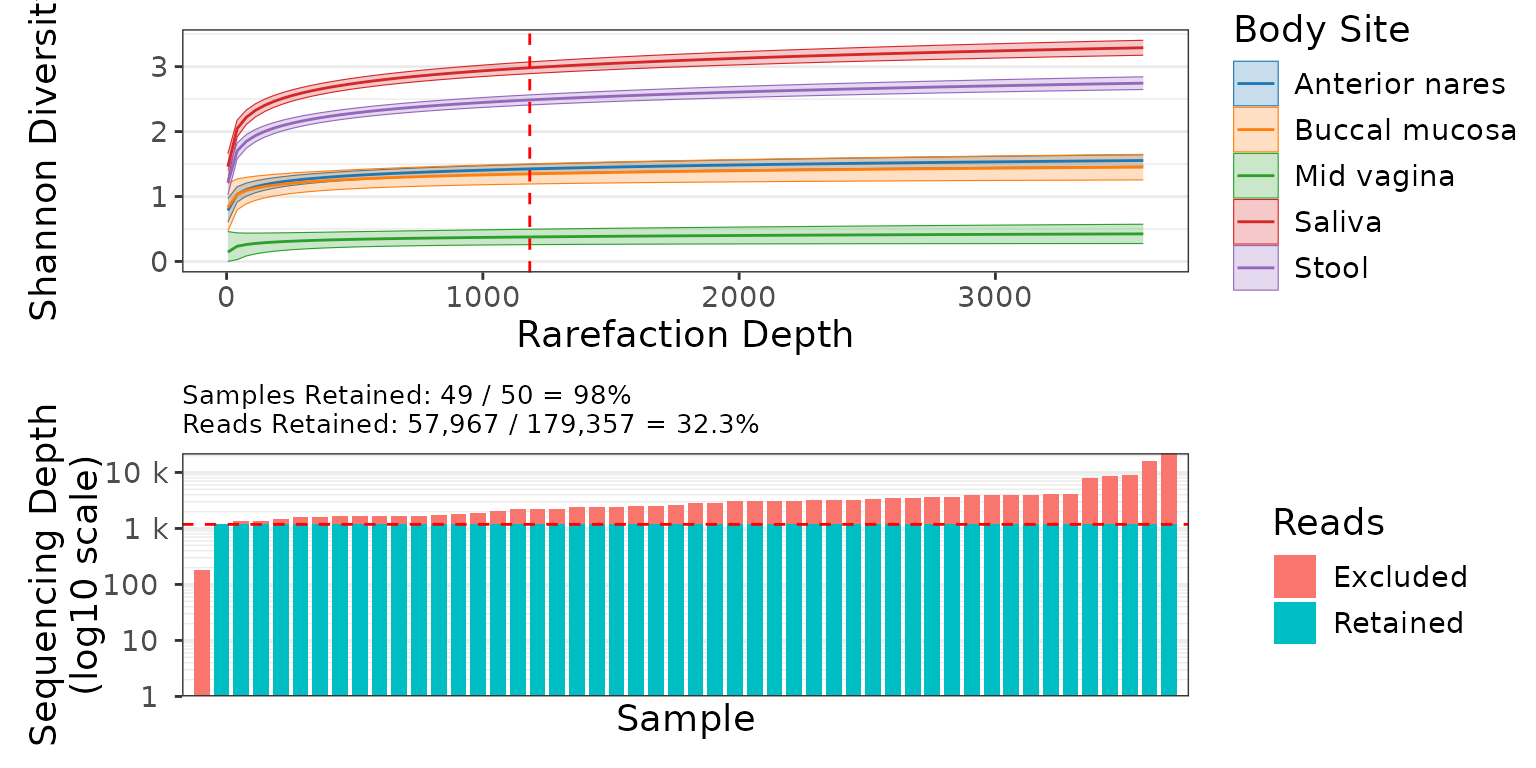 Shannon Diversit
3
2
1
0
0 1000 2000 3000
Rarefaction Depth
Body Site
Anterior nares
Buccal mucosa
Mid vagina
Saliva
Stool
Samples Retained: 49 / 50 = 98%
Reads Retained: 57,967 / 179,357 = 32.3%
Sequencing Depth
(log10 scale)
10 k
1 k
100
10
1
Sample
Reads
Excluded
Retained